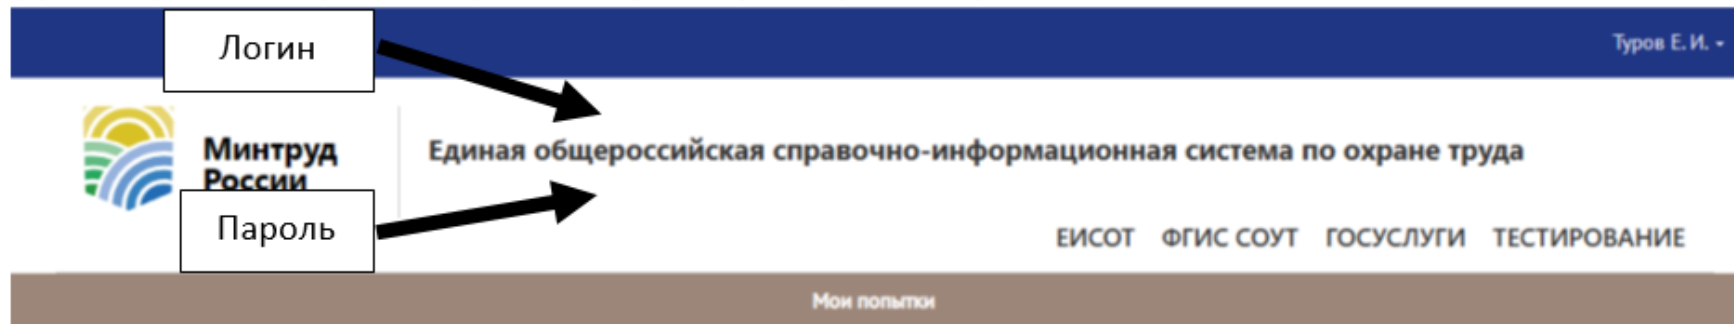 Логин
Туров Е. И.
Минтруд
России
Единая общероссийская справочно-информационная система по охране труда
Пароль
ЕИСОТ ФГИС СОУТ ГОСУСЛУГИ ТЕСТИРОВАНИЕ
Мои попытки